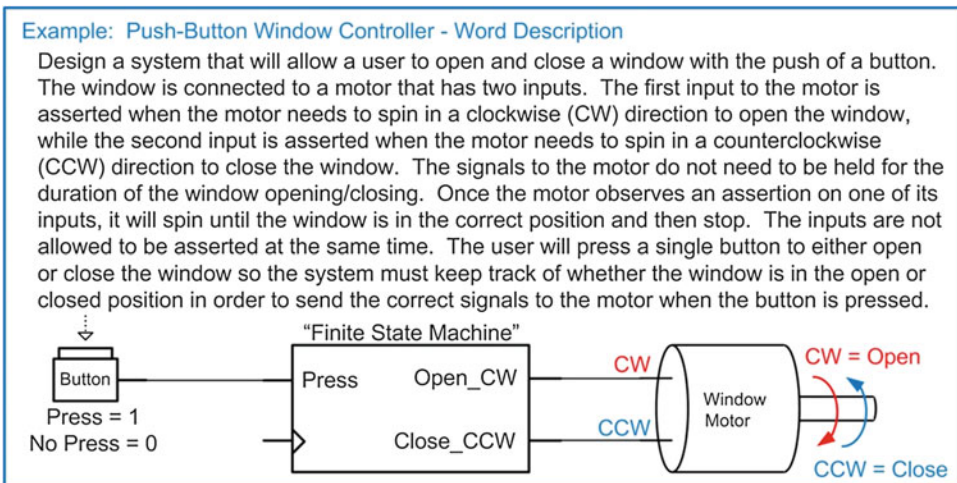 Example: Push-Button Window Controller - Word Description
Design a system that will allow a user to open and close a window with the push of a button.
The window is connected to a motor that has two inputs. The first input to the motor is
asserted when the motor needs to spin in a clockwise (CW) direction to open the window,
while the second input is asserted when the motor needs to spin in a counterclockwise
(CCW) direction to close the window. The signals to the motor do not need to be held for the
duration of the window opening/closing. Once the motor observes an assertion on one of its
inputs, it will spin until the window is in the correct position and then stop. The inputs are not
allowed to be asserted at the same time. The user will press a single button to either open
or close the window so the system must keep track of whether the window is in the open or
closed position in order to send the correct signals to the motor when the button is pressed.
“Finite State Machine”
Button
Press = 1
No Press = 0
Press
Open_CW
Close_CCW
CW
CCW
Window
Motor
CW = Open
CCW = Close